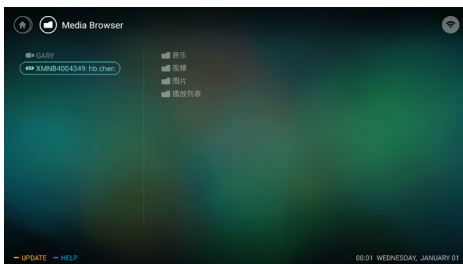 Media Browser
GARY
XMNB4004349: hb.chen
音乐
视频
图片
播放列表
UPDATE
HELP
00:01 WEDNESDAY, JANUARY 01